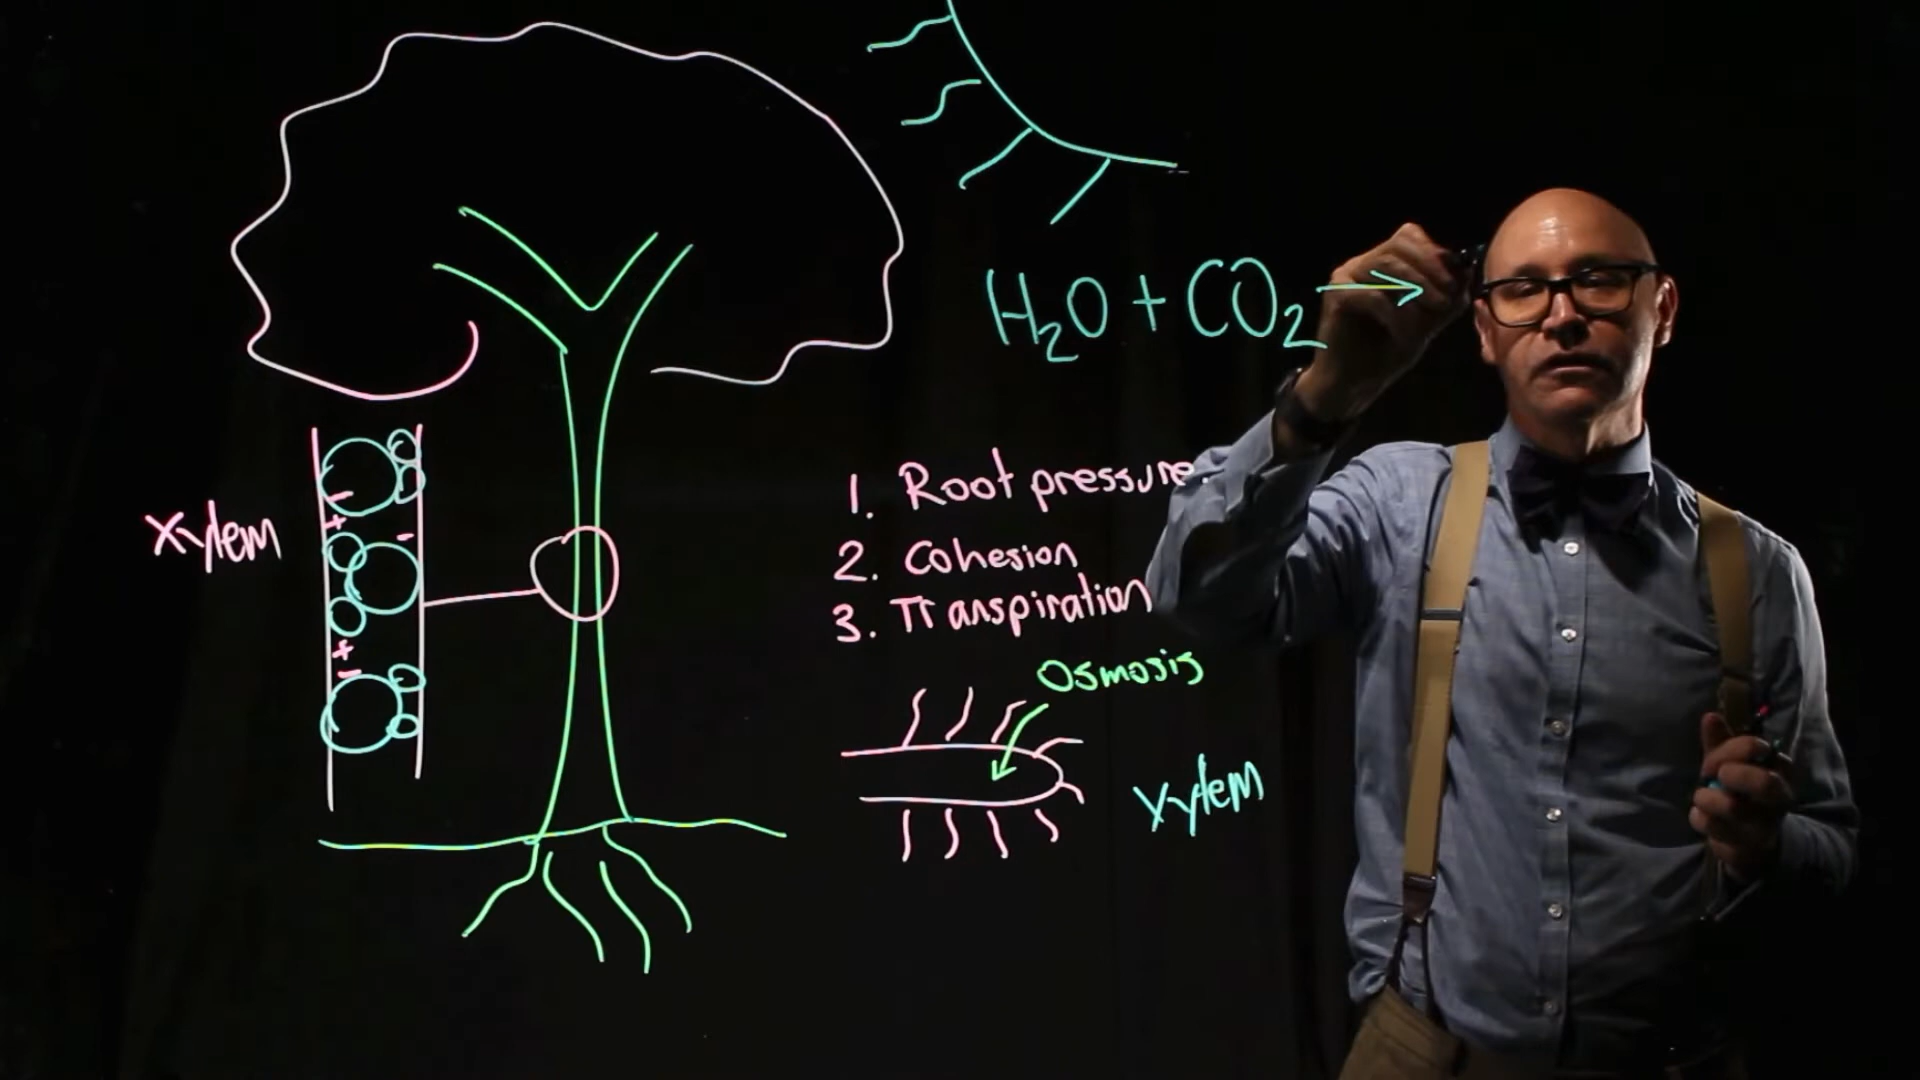 H₂O + CO₂ →
1. Root pressure.
2. Cohesion
3. Transpiration
Xylem
+
-
+
-
-
Osmosis
Xylem